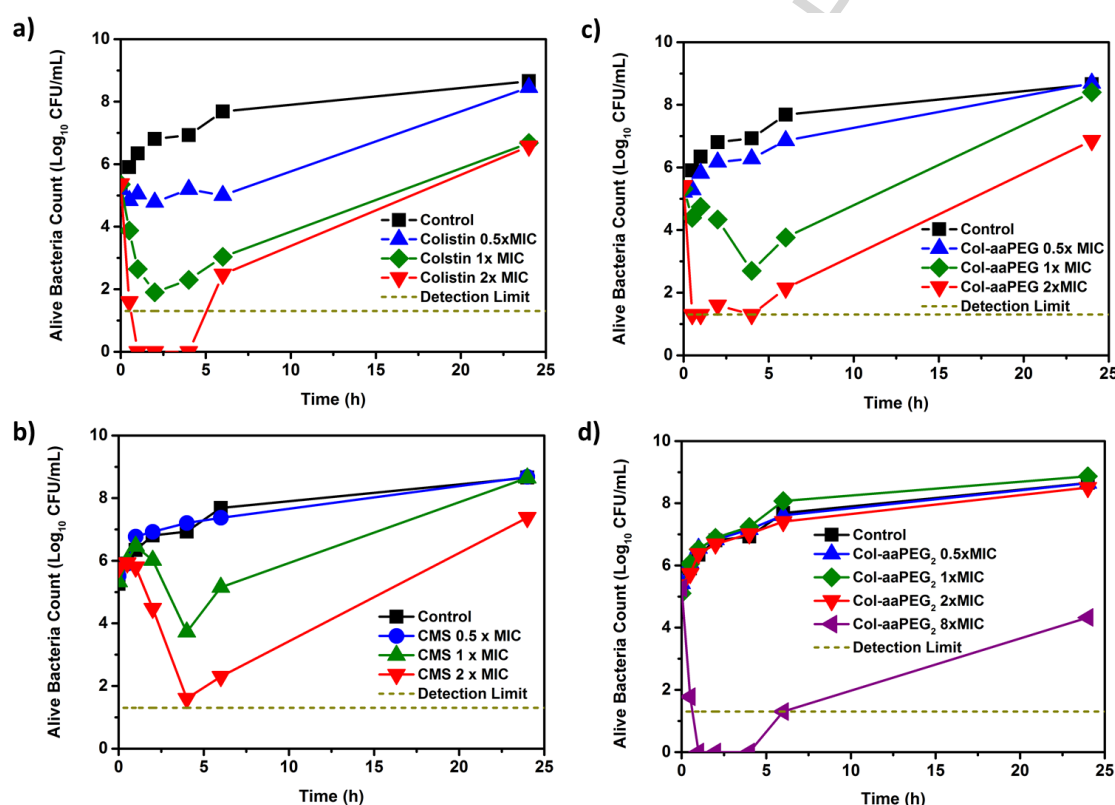 a)
Alive Bacteria Count (Log10 CFU/mL)
10
8
6
4
2
0
Control
Colistin 0.5xMIC
Colstin 1x MIC
Colistin 2x MIC
Detection Limit
0 5 10 15 20 25
Time (h)
c)
Alive Bacteria Count (Log10 CFU/mL)
10
8
6
4
2
0
Control
Col-aaPEG 0.5x MIC
Col-aaPEG 1x MIC
Col-aaPEG 2xMIC
Detection Limit
0 5 10 15 20 25
Time (h)
b)
Alive Bacteria Count (Log10 CFU/mL)
10
8
6
4
2
0
Control
CMS 0.5 x MIC
CMS 1 x MIC
CMS 2 x MIC
Detection Limit
0 5 10 15 20 25
Time (h)
d)
Alive Bacteria Count (Log10 CFU/mL)
10
8
6
4
2
0
Control
Col-aaPEG2 0.5xMIC
Col-aaPEG2 1xMIC
Col-aaPEG2 2xMIC
Col-aaPEG2 8xMIC
Detection Limit
0 5 10 15 20 25
Time (h)